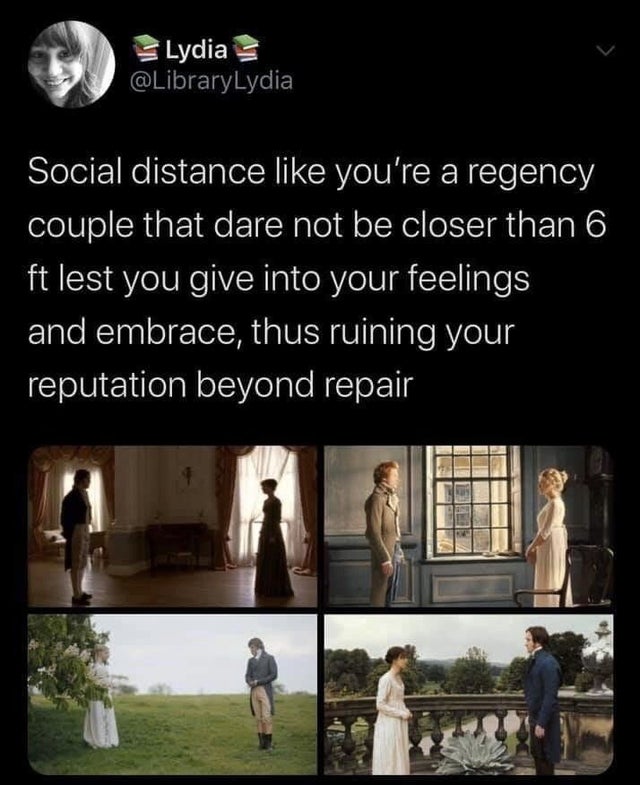 📚 Lydia 📚
@LibraryLydia
Social distance like you're a regency
couple that dare not be closer than 6
ft lest you give into your feelings
and embrace, thus ruining your
reputation beyond repair